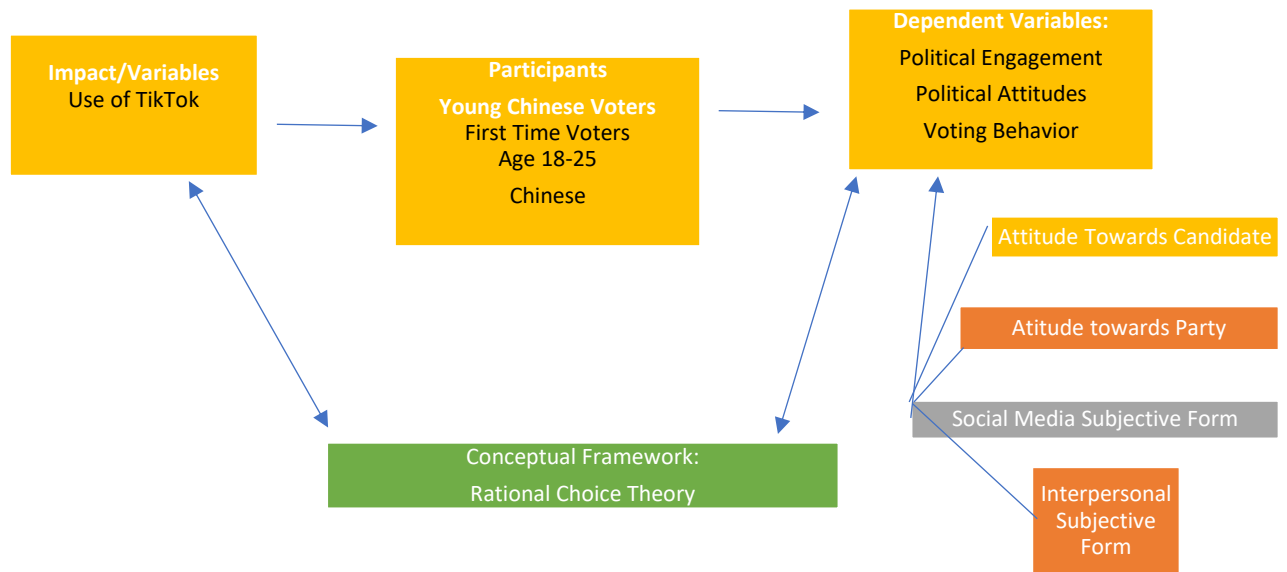 Impact/Variables
Use of TikTok
Participants
Young Chinese Voters
First Time Voters
Age 18-25
Chinese
Dependent Variables:
Political Engagement
Political Attitudes
Voting Behavior
Attitude Towards Candidate
Atitude towards Party
Social Media Subjective Form
Interpersonal
Subjective
Form
Conceptual Framework:
Rational Choice Theory